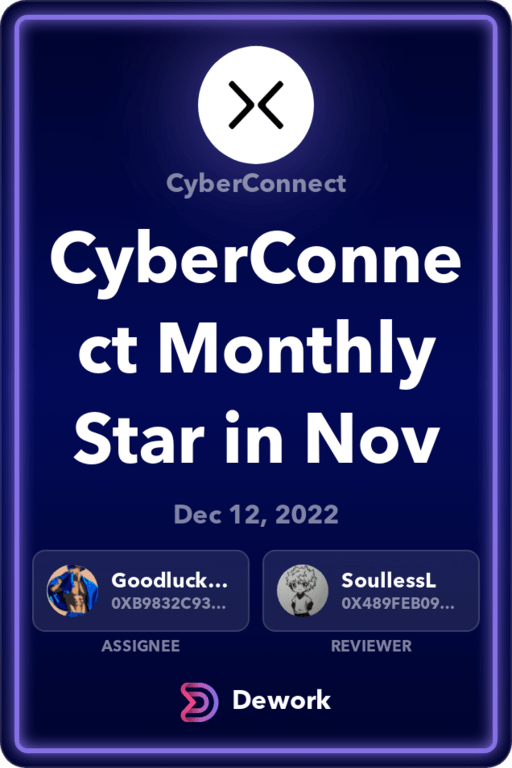 CyberConnect
CyberConne
ct Monthly
Star in Nov
Dec 12, 2022
Goodluck...
0XB9832C93...
ASSIGNEE
SoullessL
0X489FEB09...
REVIEWER
Dework